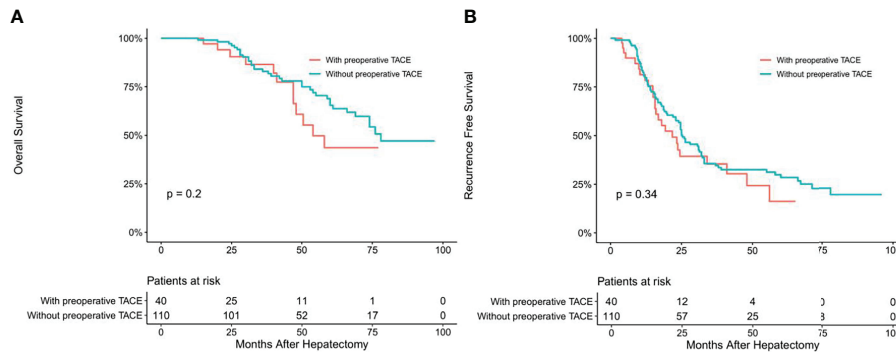 A
Overall Survival
100%
75%
50%
25%
0%
With preoperative TACE
Without preoperative TACE
p = 0.2
0 25 50 75 100
Patients at risk
With preoperative TACE 40 25 11 1 0
Without preoperative TACE 110 101 52 17 0
0 25 50 75 100
Months After Hepatectomy
B
Recurrence Free Survival
100%
75%
50%
25%
0%
With preoperative TACE
Without preoperative TACE
p = 0.34
0 25 50 75 100
Patients at risk
With preoperative TACE 40 12 4 0
Without preoperative TACE 110 57 25
0 25 50 75
Months After Hepatectomy